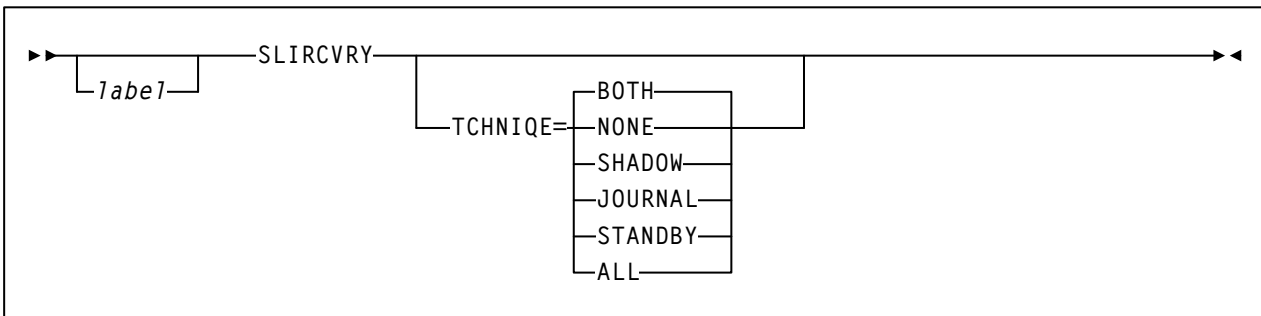 SLIRCVRY
label
BOTH
TCHNIQE= NONE
SHADOW
JOURNAL
STANDBY
ALL